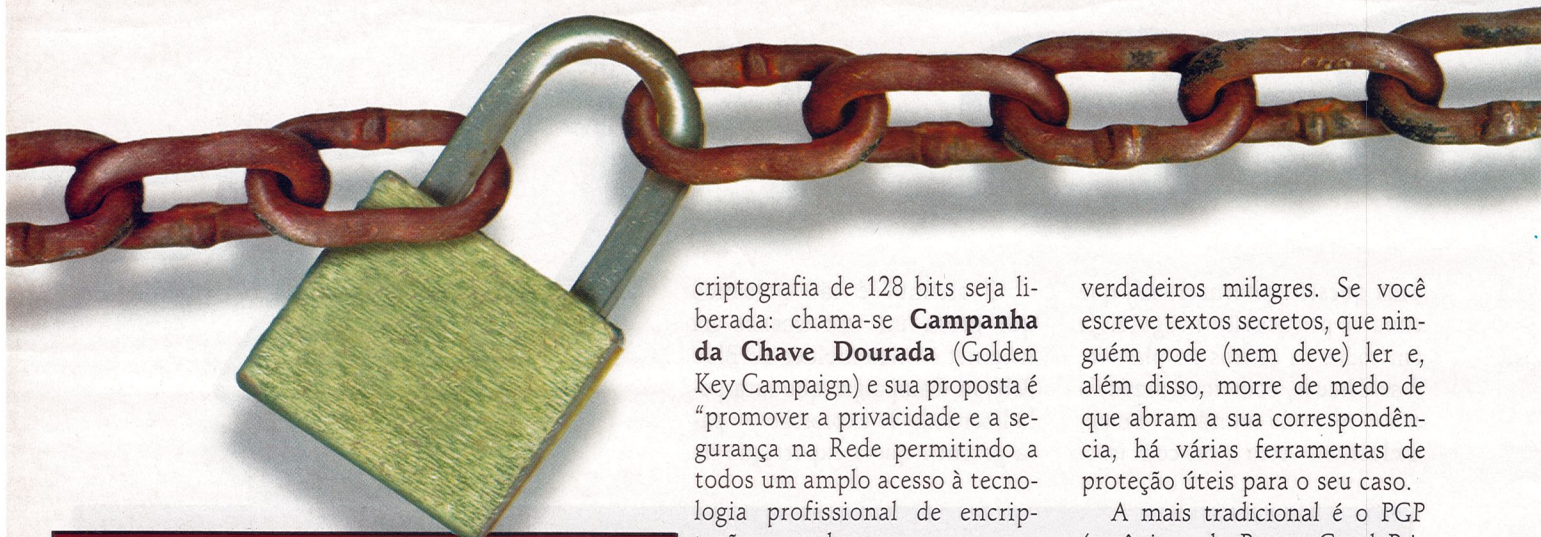 criptografia de 128 bits seja li-
berada: chama-se Campanha
da Chave Dourada (Golden
Key Campaign) e sua proposta é
“promover a privacidade e a se-
gurança na Rede permitindo a
todos um amplo acesso à tecno-
logia profissional de encrip-
verdadeiros milagres. Se você
escreve textos secretos, que nin-
guém pode (nem deve) ler e,
além disso, morre de medo de
que abram a sua correspondên-
cia, há várias ferramentas de
proteção úteis para o seu caso.
A mais tradicional é o PGP